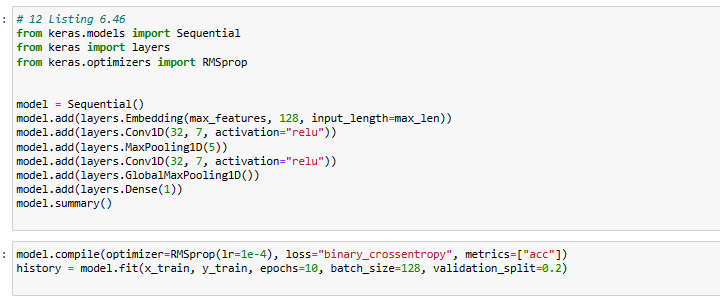 : # 12 Listing 6.46
from keras.models import Sequential
from keras import layers
from keras.optimizers import RMSprop
model = Sequential()
model.add(layers.Embedding(max_features, 128, input_length=max_len))
model.add(layers.Conv1D(32, 7, activation="relu"))
model.add(layers.MaxPooling1D(5))
model.add(layers.Conv1D(32, 7, activation="relu"))
model.add(layers.GlobalMaxPooling1D())
model.add(layers.Dense(1))
model.summary()
: model.compile(optimizer=RMSprop(lr=1e-4), loss="binary_crossentropy", metrics=["acc"])
history = model.fit(x_train, y_train, epochs=10, batch_size=128, validation_split=0.2)